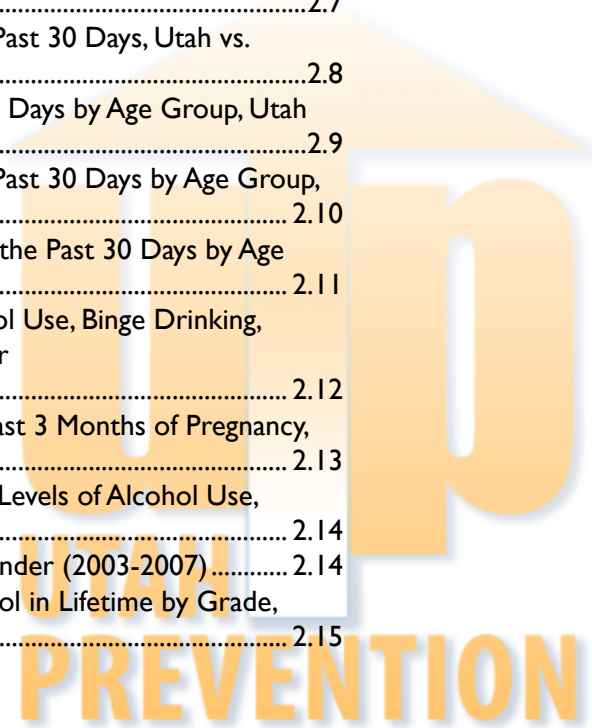 ....................................................2.7
Past 30 Days, Utah vs.
....................................................2.8
Days by Age Group, Utah
....................................................2.9
Past 30 Days by Age Group,
................................................ 2.10
the Past 30 Days by Age
................................................ 2.11
ol Use, Binge Drinking,
r
................................................ 2.12
ast 3 Months of Pregnancy,
................................................ 2.13
Levels of Alcohol Use,
................................................ 2.14
nder (2003-2007)............ 2.14
ol in Lifetime by Grade,
................................................ 2.15
up
UTAH
PREVENTION